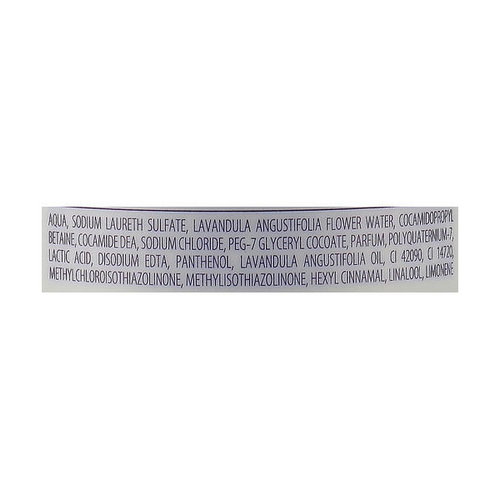 AQUA, SODIUM LAURETH SULFATE, LAVANDULA ANGUSTIFOLIA FLOWER WATER, COCAMIDOPROPYL
BETAINE, COCAMIDE DEA, SODIUM CHLORIDE, PEG-7 GLYCERYL COCOATE, PARFUM, POLYQUATERNIUM-7,
LACTIC ACID, DISODIUM EDTA, PANTHENOL, LAVANDULA ANGUSTIFOLIA OIL, CI 42090, CI 14720,
METHYLCHLOROISOTHIAZOLINONE, METHYLISOTHIAZOLINONE, HEXYL CINNAMAL, LINALOOL, LIMONENE